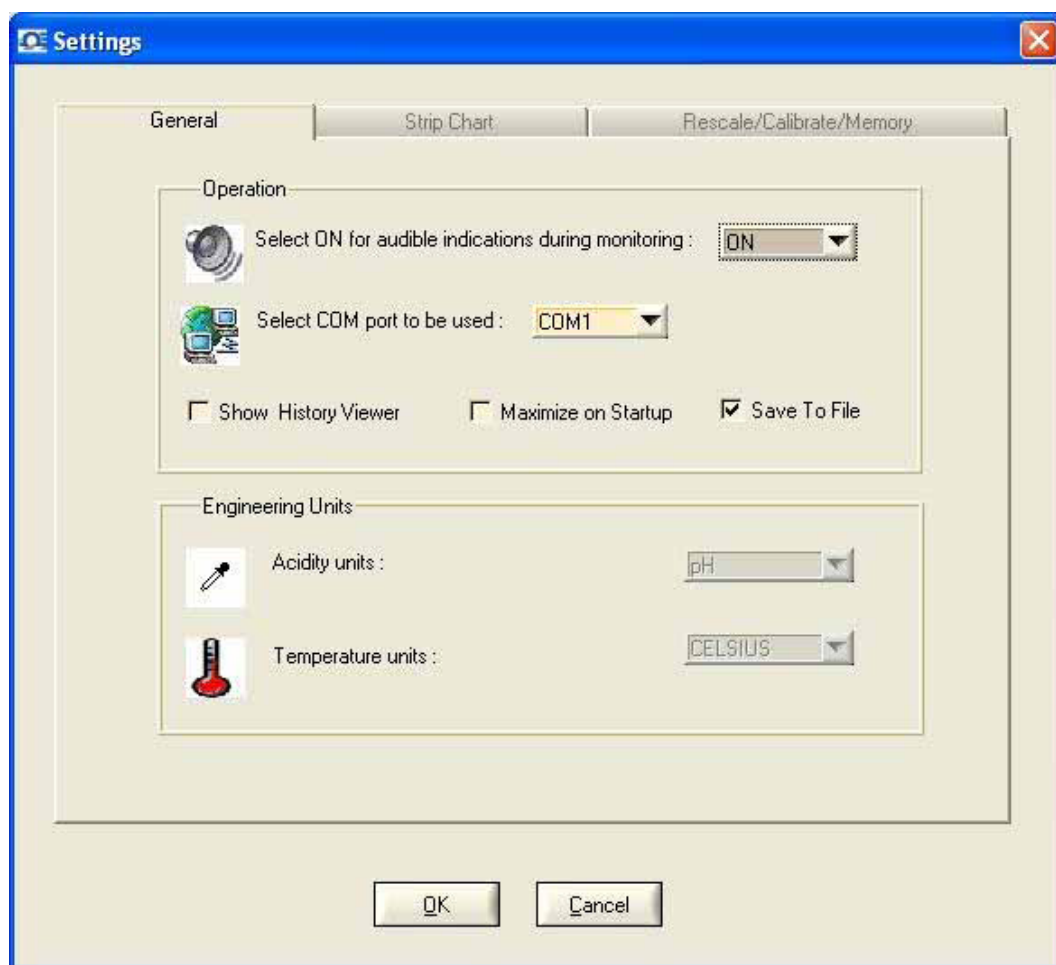 Settings
General
Strip Chart
Rescale/Calibrate/Memory
Operation
Select ON for audible indications during monitoring :
ON
Select COM port to be used :
COM1
Show History Viewer
Maximize on Startup
Save To File
Engineering Units
Acidity units :
pH
Temperature units :
CELSIUS
OK
Cancel